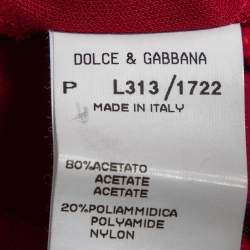 DOLCE & GABBANA
P L313/1722
MADE IN ITALY
80%ACETATO
ACETATE
ACETATE
20%POLIAMMIDICA
POLYAMIDE
NYLON